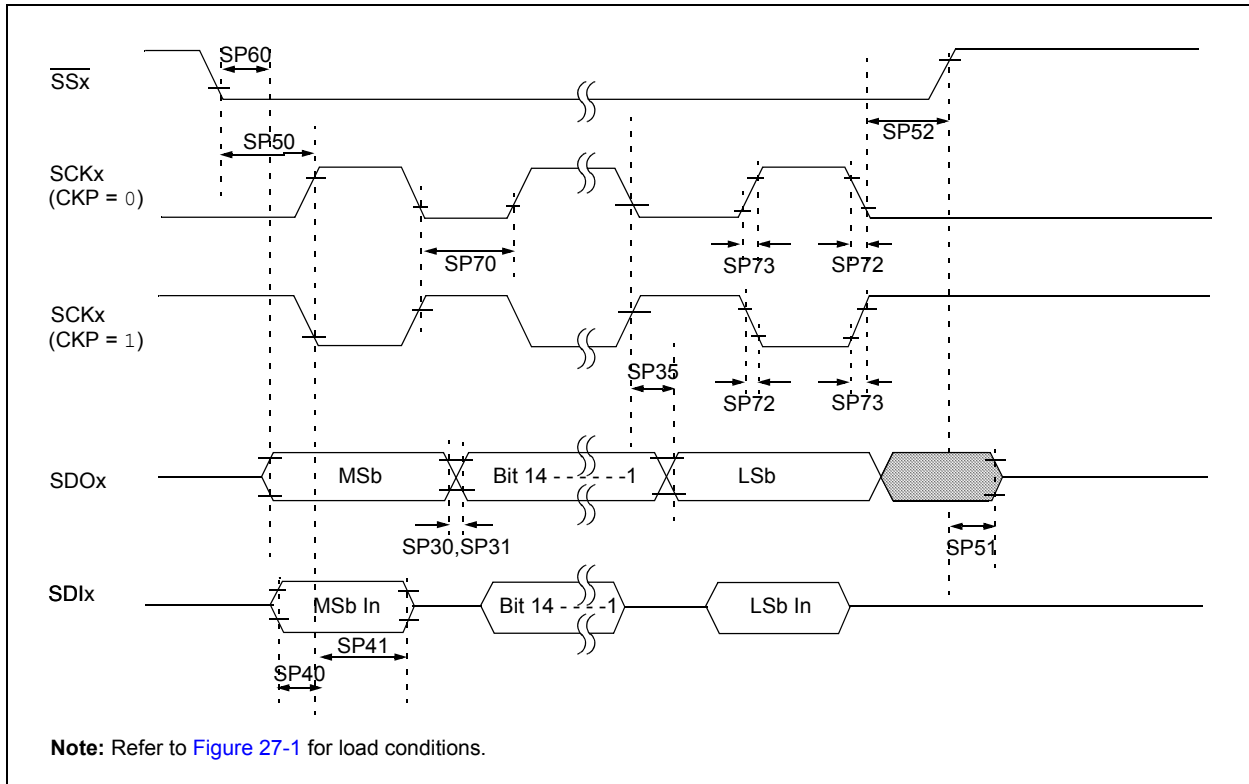 SP60
SSx
SP52
SP50
SCKx
(CKP = 0)
SP70
SP73
SP72
SCKx
(CKP = 1)
SP35
SP72
SP73
SDOx
MSb
Bit 14 - - - - - -1
LSb
SP30,SP31
SP51
SDIx
MSb In
Bit 14 - - - -1
LSb In
SP41
SP40
Note: Refer to Figure 27-1 for load conditions.